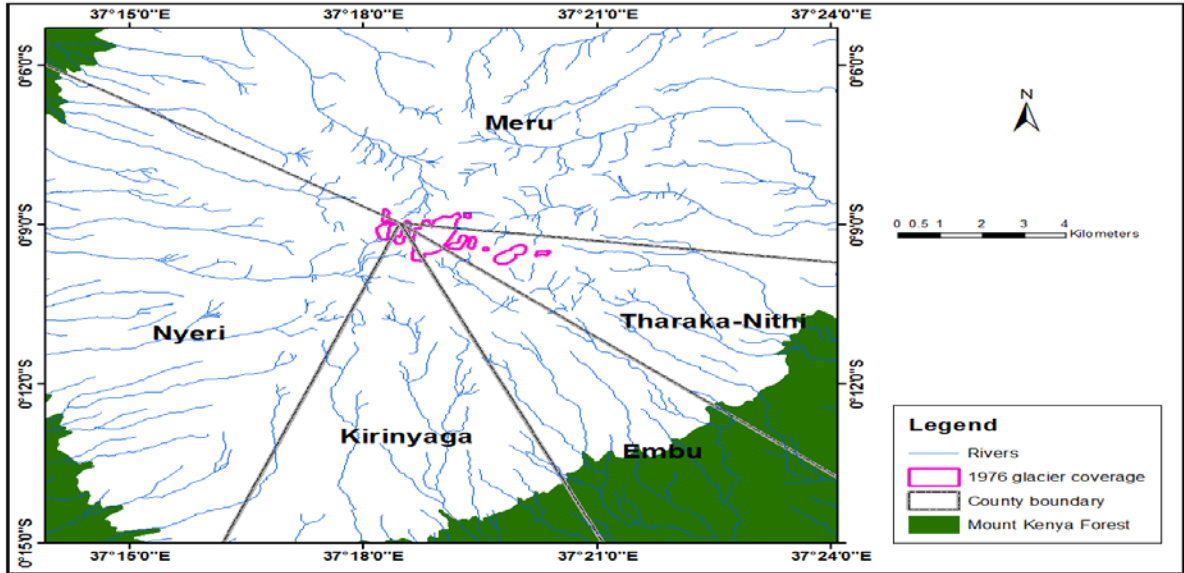 37°15'0"E 37°18'0"E 37°21'0"E 37°24'0"E
0°6'0"S 0°6'0"S
Meru
N
0°9'0"S 0°9'0"S
0 0.5 1 2 3 4
Kilometers
Nyeri
Tharaka-Nithi
0°12'0"S 0°12'0"S
Kirinyaga
Embu
Legend
Rivers
1976 glacier coverage
County boundary
Mount Kenya Forest
0°15'0"S 0°15'0"S
37°15'0"E 37°18'0"E 37°21'0"E 37°24'0"E